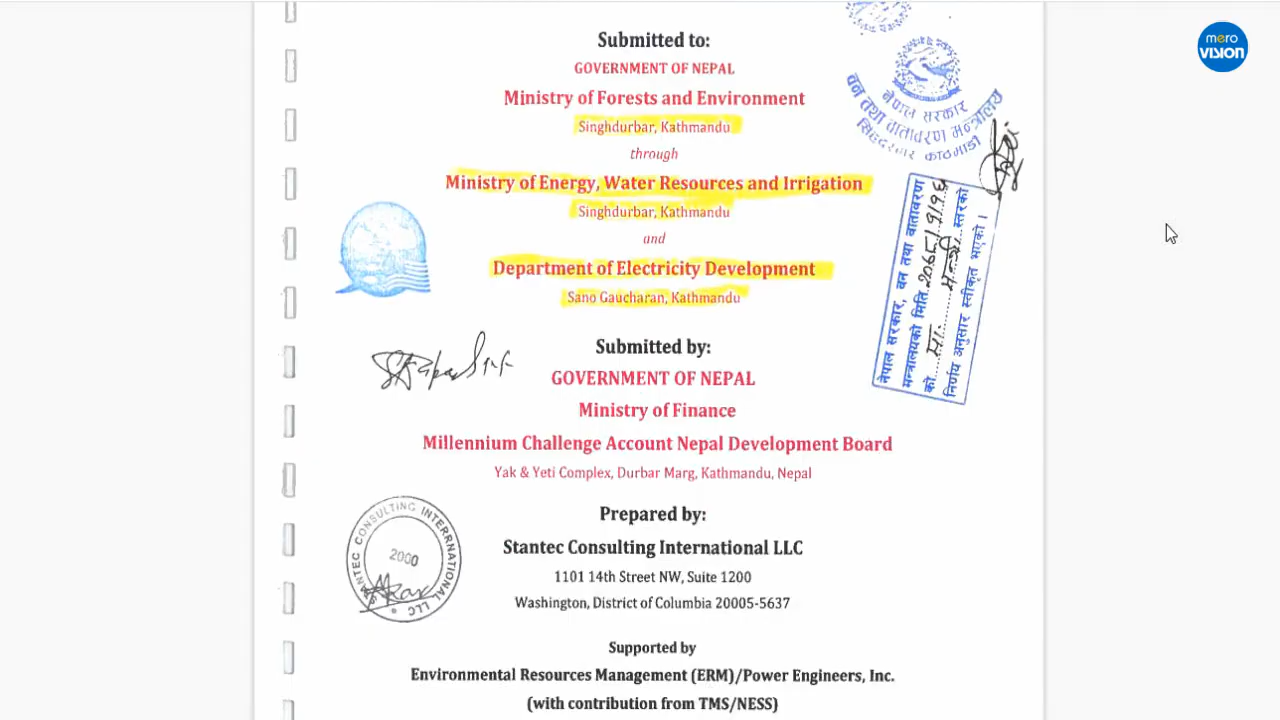 mero
VISION
Submitted to:
GOVERNMENT OF NEPAL
Ministry of Forests and Environment
Singhdurbar, Kathmandu
through
Ministry of Energy, Water Resources and Irrigation
Singhdurbar, Kathmandu
and
Department of Electricity Development
Sano Gaucharan, Kathmandu
नेपाल सरकार
वन तथा वातावरण मन्त्रालय
सिंहदरबार काठमाडौं
नेपाल सरकार, वन तथा वातावरण
मन्त्रालयको मिति
को स्तरको
निर्णय अनुसार स्वीकृत भएको।
Submitted by:
GOVERNMENT OF NEPAL
Ministry of Finance
Millennium Challenge Account Nepal Development Board
Yak & Yeti Complex, Durbar Marg, Kathmandu, Nepal
Prepared by:
STANTEC CONSULTING INTERRNATIONAL LLC
2000
Stantec Consulting International LLC
1101 14th Street NW, Suite 1200
Washington, District of Columbia 20005-5637
Supported by
Environmental Resources Management (ERM)/Power Engineers, Inc.
(with contribution from TMS/NESS)